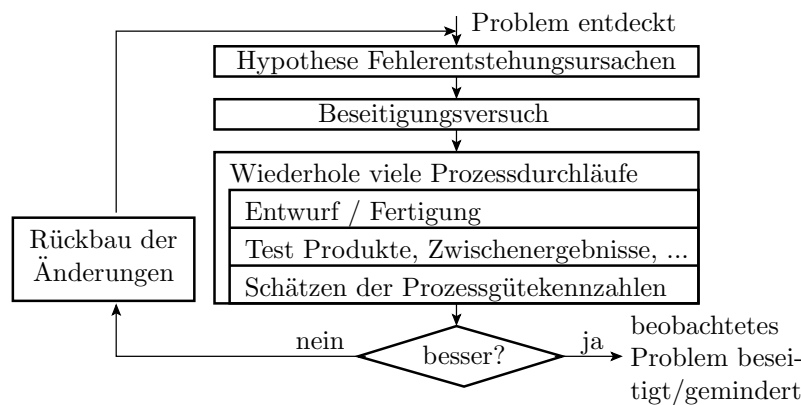 Problem entdeckt
Hypothese Fehlerentstehungsursachen
Beseitigungsversuch
Wiederhole viele Prozessdurchläufe
Entwurf / Fertigung
Test Produkte, Zwischenergebnisse, ...
Schätzen der Prozessgütekennzahlen
Rückbau der
Änderungen
nein
besser?
ja
beobachtetes
Problem besei-
tigt/gemindert